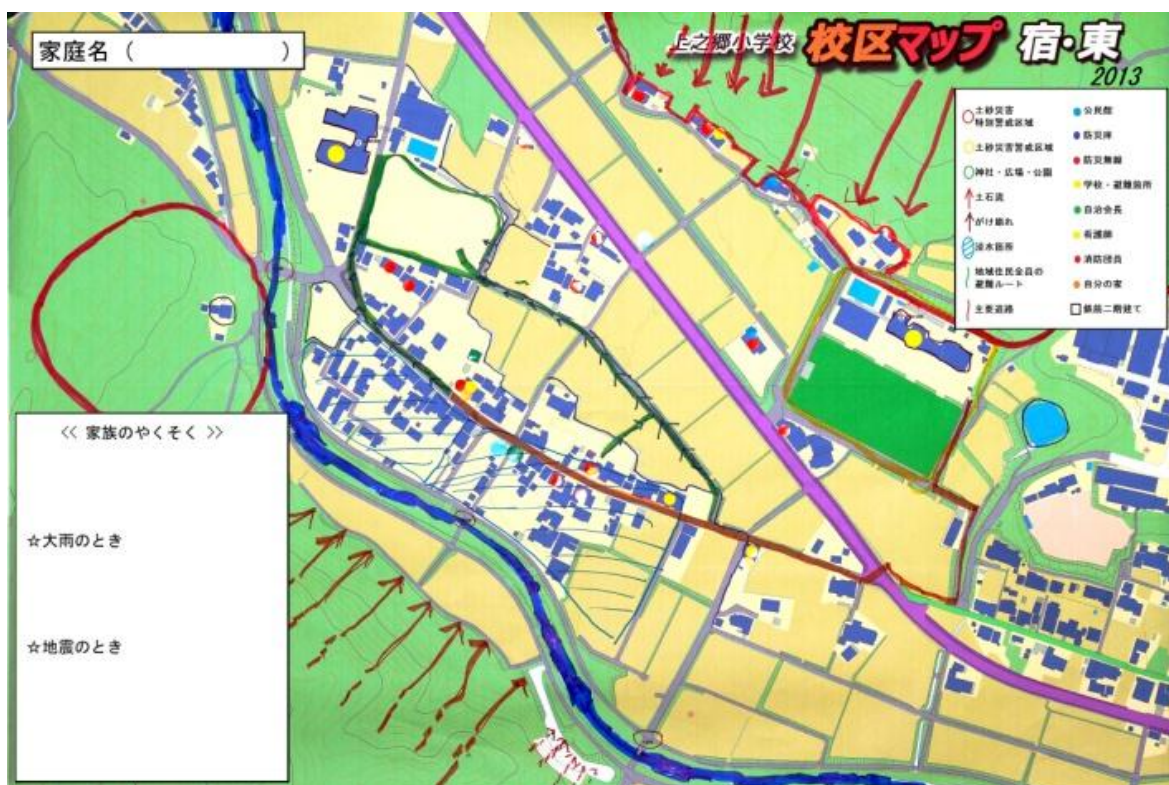 家庭名（　　　　　　）
上之郷小学校 校区マップ 宿・東
2013
土砂災害
特別警戒区域
土砂災害警戒区域
神社・広場・公園
土石流
がけ崩れ
浸水箇所
地域住民全員の
避難ルート
主要道路
公民館
防災庫
防災無線
学校・避難箇所
自治会長
看護師
消防団員
自分の家
鉄筋二階建て
≪ 家族のやくそく ≫
☆大雨のとき
☆地震のとき